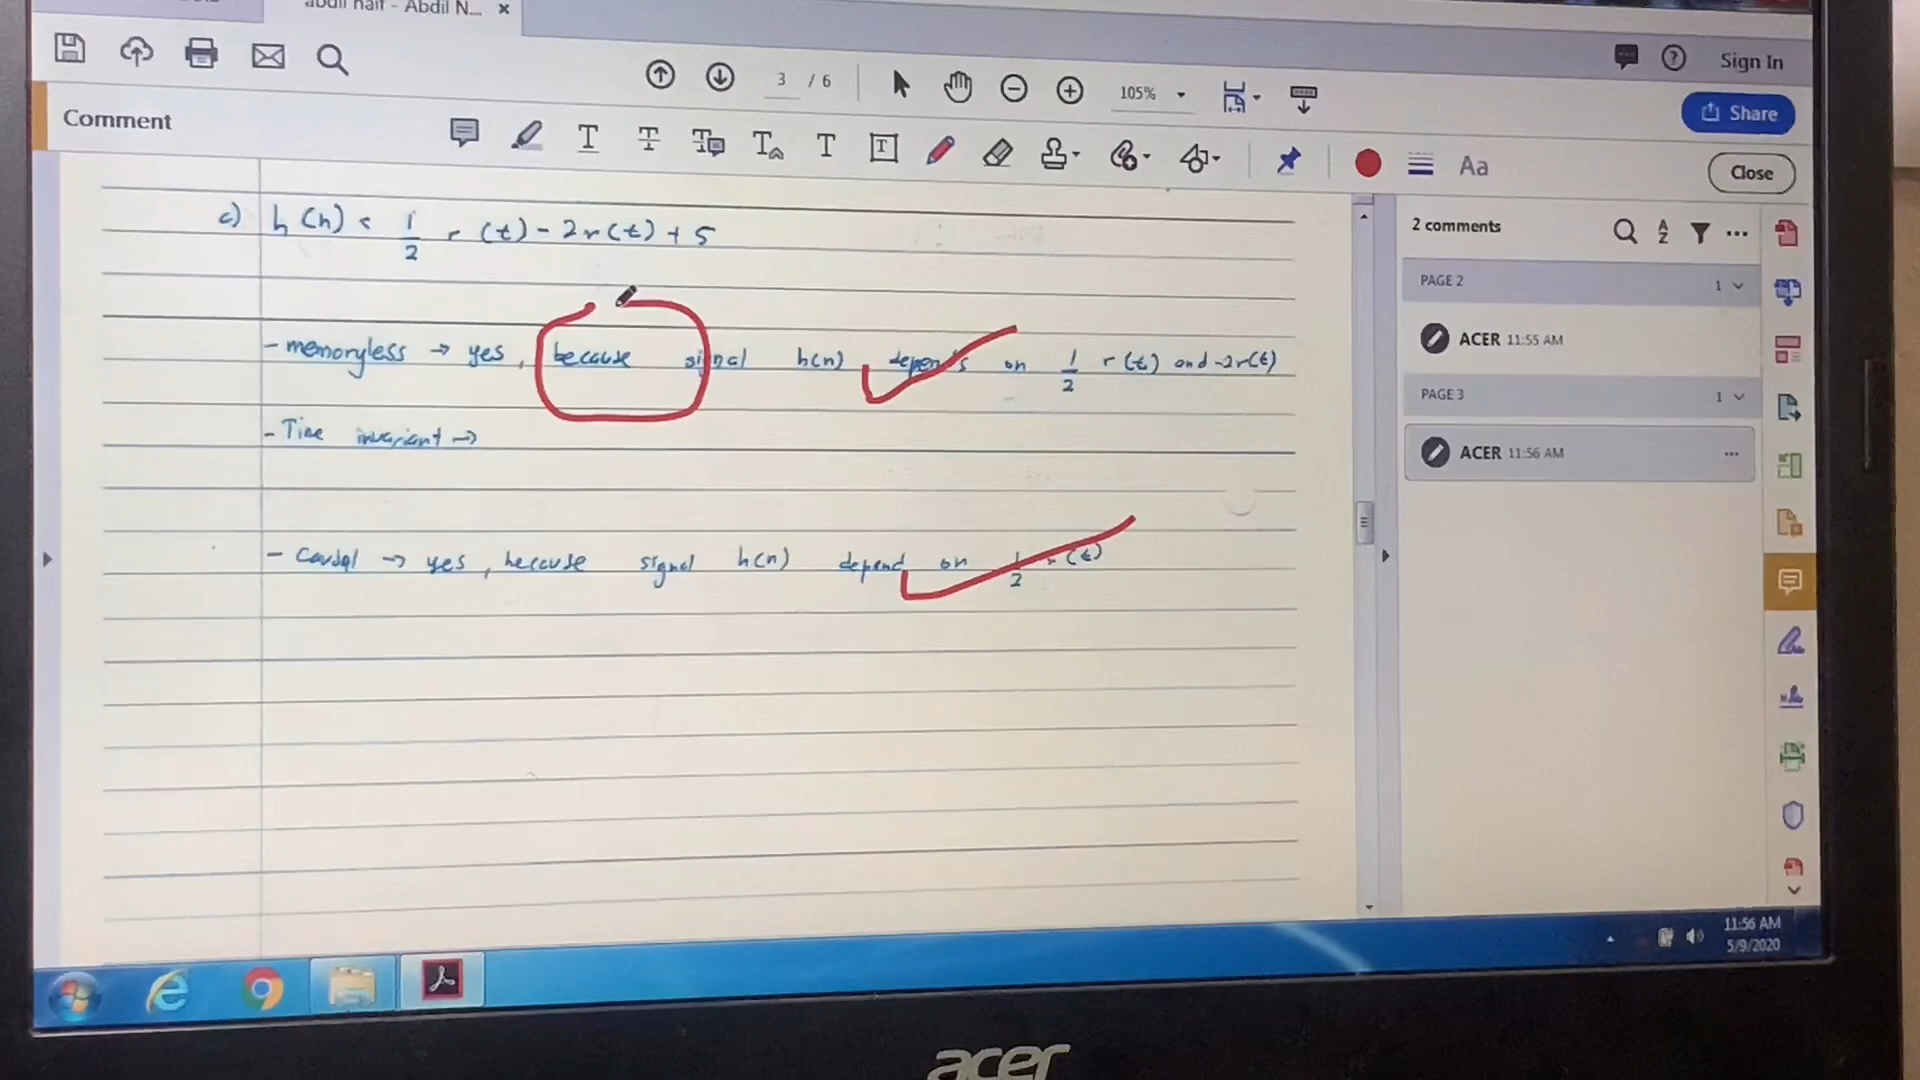 abdil naif - Abdil N... ×
3 / 6
105%
Sign In
Share
Comment
Aa
Close
c) h(n) = 1/2 r(t) - 2r(t) + 5
2 comments
PAGE 2 1
- memoryless → yes, because signal h(n) depends on 1/2 r(t) and -2r(t)
ACER 11:55 AM
PAGE 3 1
- Time invariant →
ACER 11:56 AM
- Causal → yes, because signal h(n) depend on 1/2 r(t)
11:56 AM
5/9/2020
acer